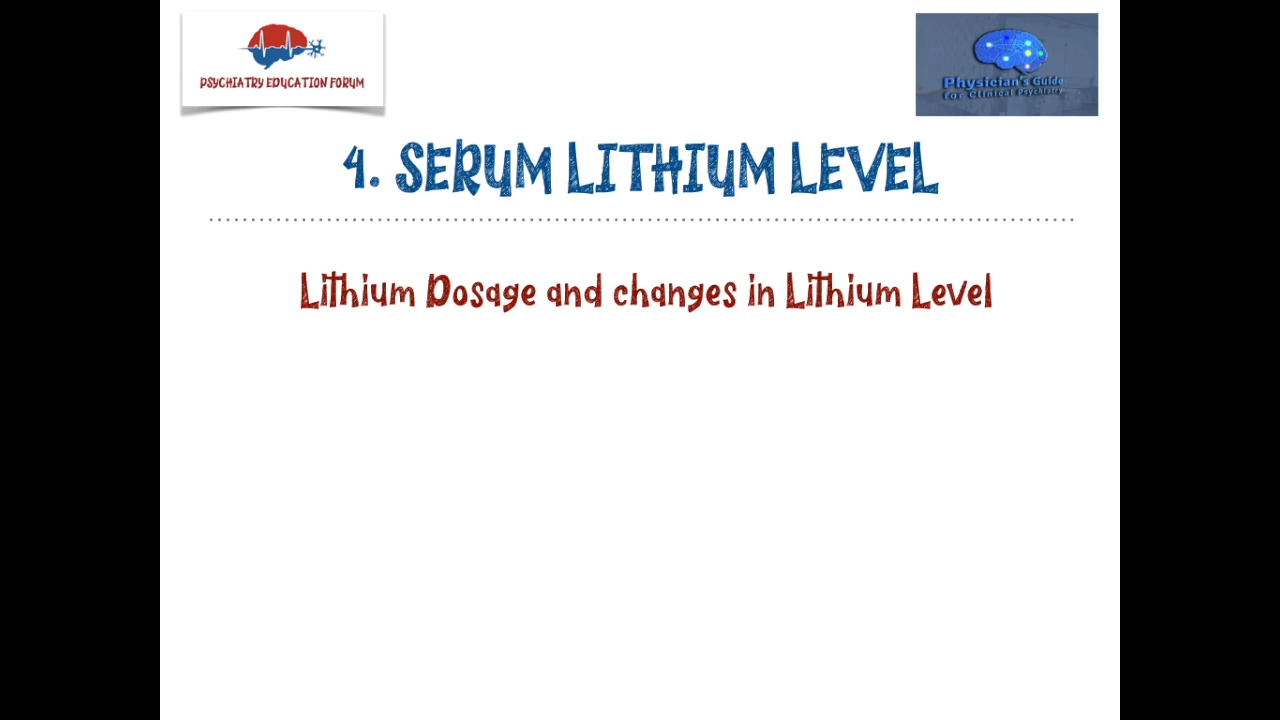 PSYCHIATRY EDUCATION FORUM
Physician's Guide
For Clinical Psychiatry
4. SERUM LITHIUM LEVEL
Lithium Dosage and changes in Lithium Level